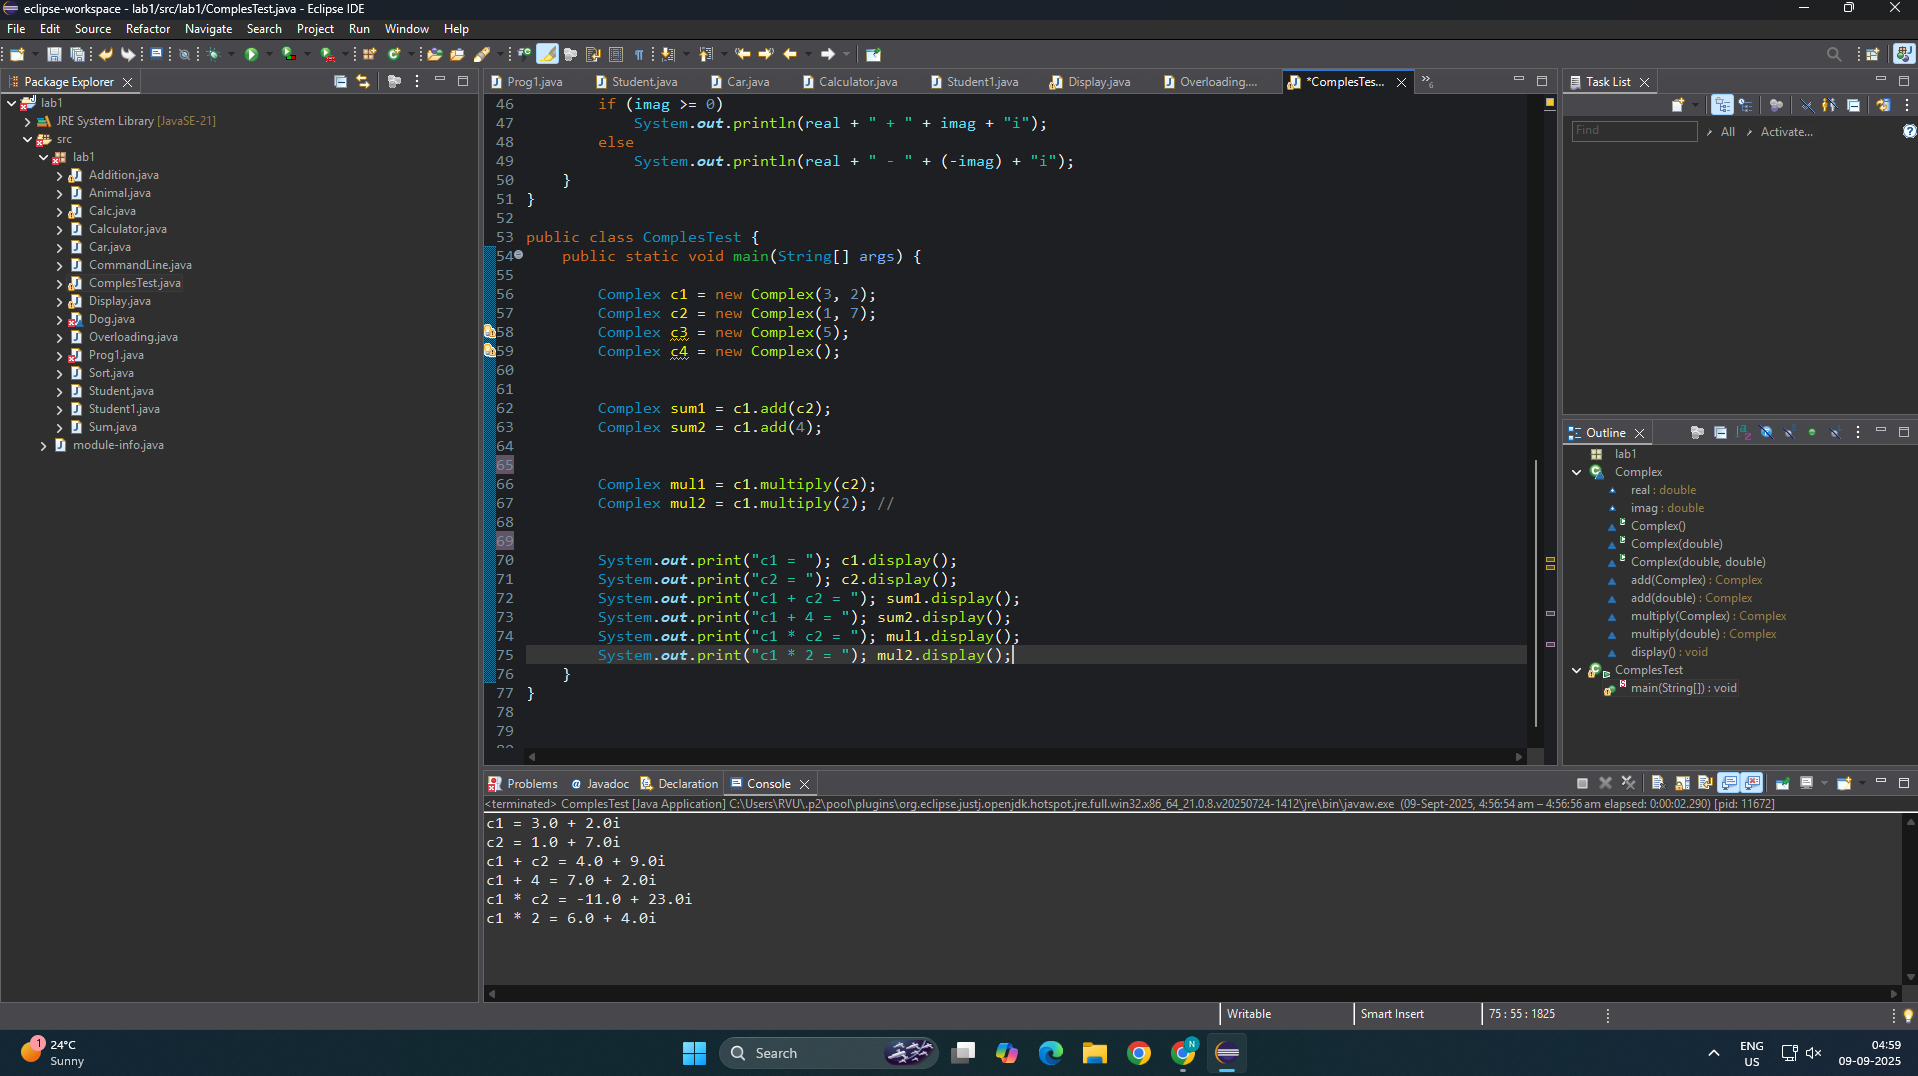 eclipse-workspace - lab1/src/lab1/ComplesTest.java - Eclipse IDE
File Edit Source Refactor Navigate Search Project Run Window Help
Package Explorer
lab1
JRE System Library [JavaSE-21]
src
lab1
Addition.java
Animal.java
Calc.java
Calculator.java
Car.java
CommandLine.java
ComplesTest.java
Display.java
Dog.java
Overloading.java
Prog1.java
Sort.java
Student.java
Student1.java
Sum.java
module-info.java
Prog1.java Student.java Car.java Calculator.java Student1.java Display.java Overloading.... *ComplesTes... »6
46 if (imag >= 0)
47 System.out.println(real + " + " + imag + "i");
48 else
49 System.out.println(real + " - " + (-imag) + "i");
50 }
51 }
52
53 public class ComplesTest {
54 public static void main(String[] args) {
55
56 Complex c1 = new Complex(3, 2);
57 Complex c2 = new Complex(1, 7);
58 Complex c3 = new Complex(5);
59 Complex c4 = new Complex();
60
61
62 Complex sum1 = c1.add(c2);
63 Complex sum2 = c1.add(4);
64
65
66 Complex mul1 = c1.multiply(c2);
67 Complex mul2 = c1.multiply(2); //
68
69
70 System.out.print("c1 = "); c1.display();
71 System.out.print("c2 = "); c2.display();
72 System.out.print("c1 + c2 = "); sum1.display();
73 System.out.print("c1 + 4 = "); sum2.display();
74 System.out.print("c1 * c2 = "); mul1.display();
75 System.out.print("c1 * 2 = "); mul2.display();
76 }
77 }
78
79
Task List
Find All Activate...
Outline
lab1
Complex
real : double
imag : double
Complex()
Complex(double)
Complex(double, double)
add(Complex) : Complex
add(double) : Complex
multiply(Complex) : Complex
multiply(double) : Complex
display() : void
ComplesTest
main(String[]) : void
Problems Javadoc Declaration Console
<terminated> ComplesTest [Java Application] C:\Users\RVU\.p2\pool\plugins\org.eclipse.justj.openjdk.hotspot.jre.full.win32.x86_64_21.0.8.v20250724-1412\jre\bin\javaw.exe (09-Sept-2025, 4:56:54 am – 4:56:56 am elapsed: 0:00:02.290) [pid: 11672]
c1 = 3.0 + 2.0i
c2 = 1.0 + 7.0i
c1 + c2 = 4.0 + 9.0i
c1 + 4 = 7.0 + 2.0i
c1 * c2 = -11.0 + 23.0i
c1 * 2 = 6.0 + 4.0i
Writable Smart Insert 75 : 55 : 1825
1 24°C
Sunny
Search
N
ENG
US
04:59
09-09-2025